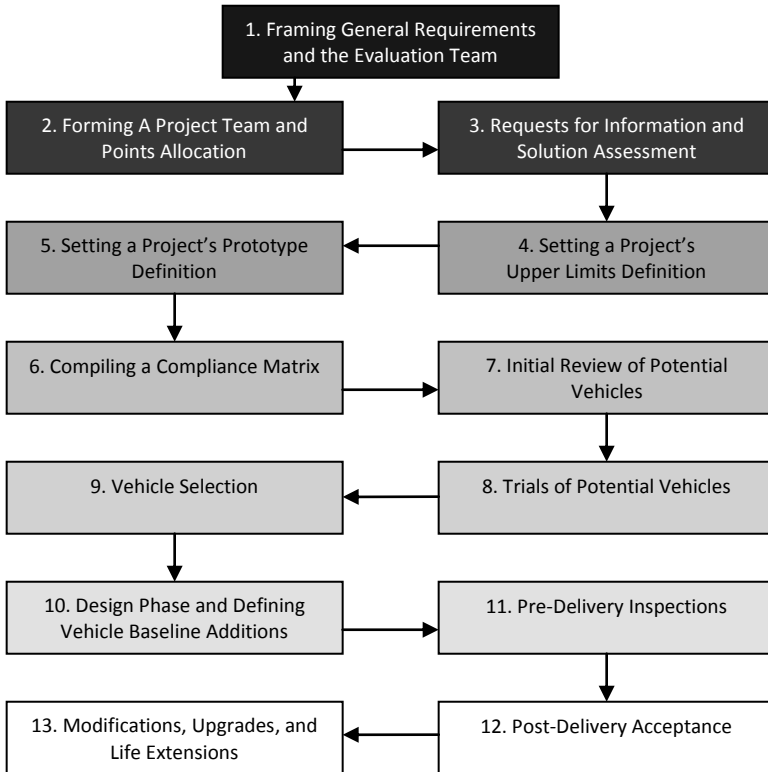 1. Framing General Requirements
and the Evaluation Team
2. Forming A Project Team and
Points Allocation
3. Requests for Information and
Solution Assessment
4. Setting a Project's
Upper Limits Definition
5. Setting a Project's Prototype
Definition
6. Compiling a Compliance Matrix
7. Initial Review of Potential
Vehicles
8. Trials of Potential Vehicles
9. Vehicle Selection
10. Design Phase and Defining
Vehicle Baseline Additions
11. Pre-Delivery Inspections
12. Post-Delivery Acceptance
13. Modifications, Upgrades, and
Life Extensions